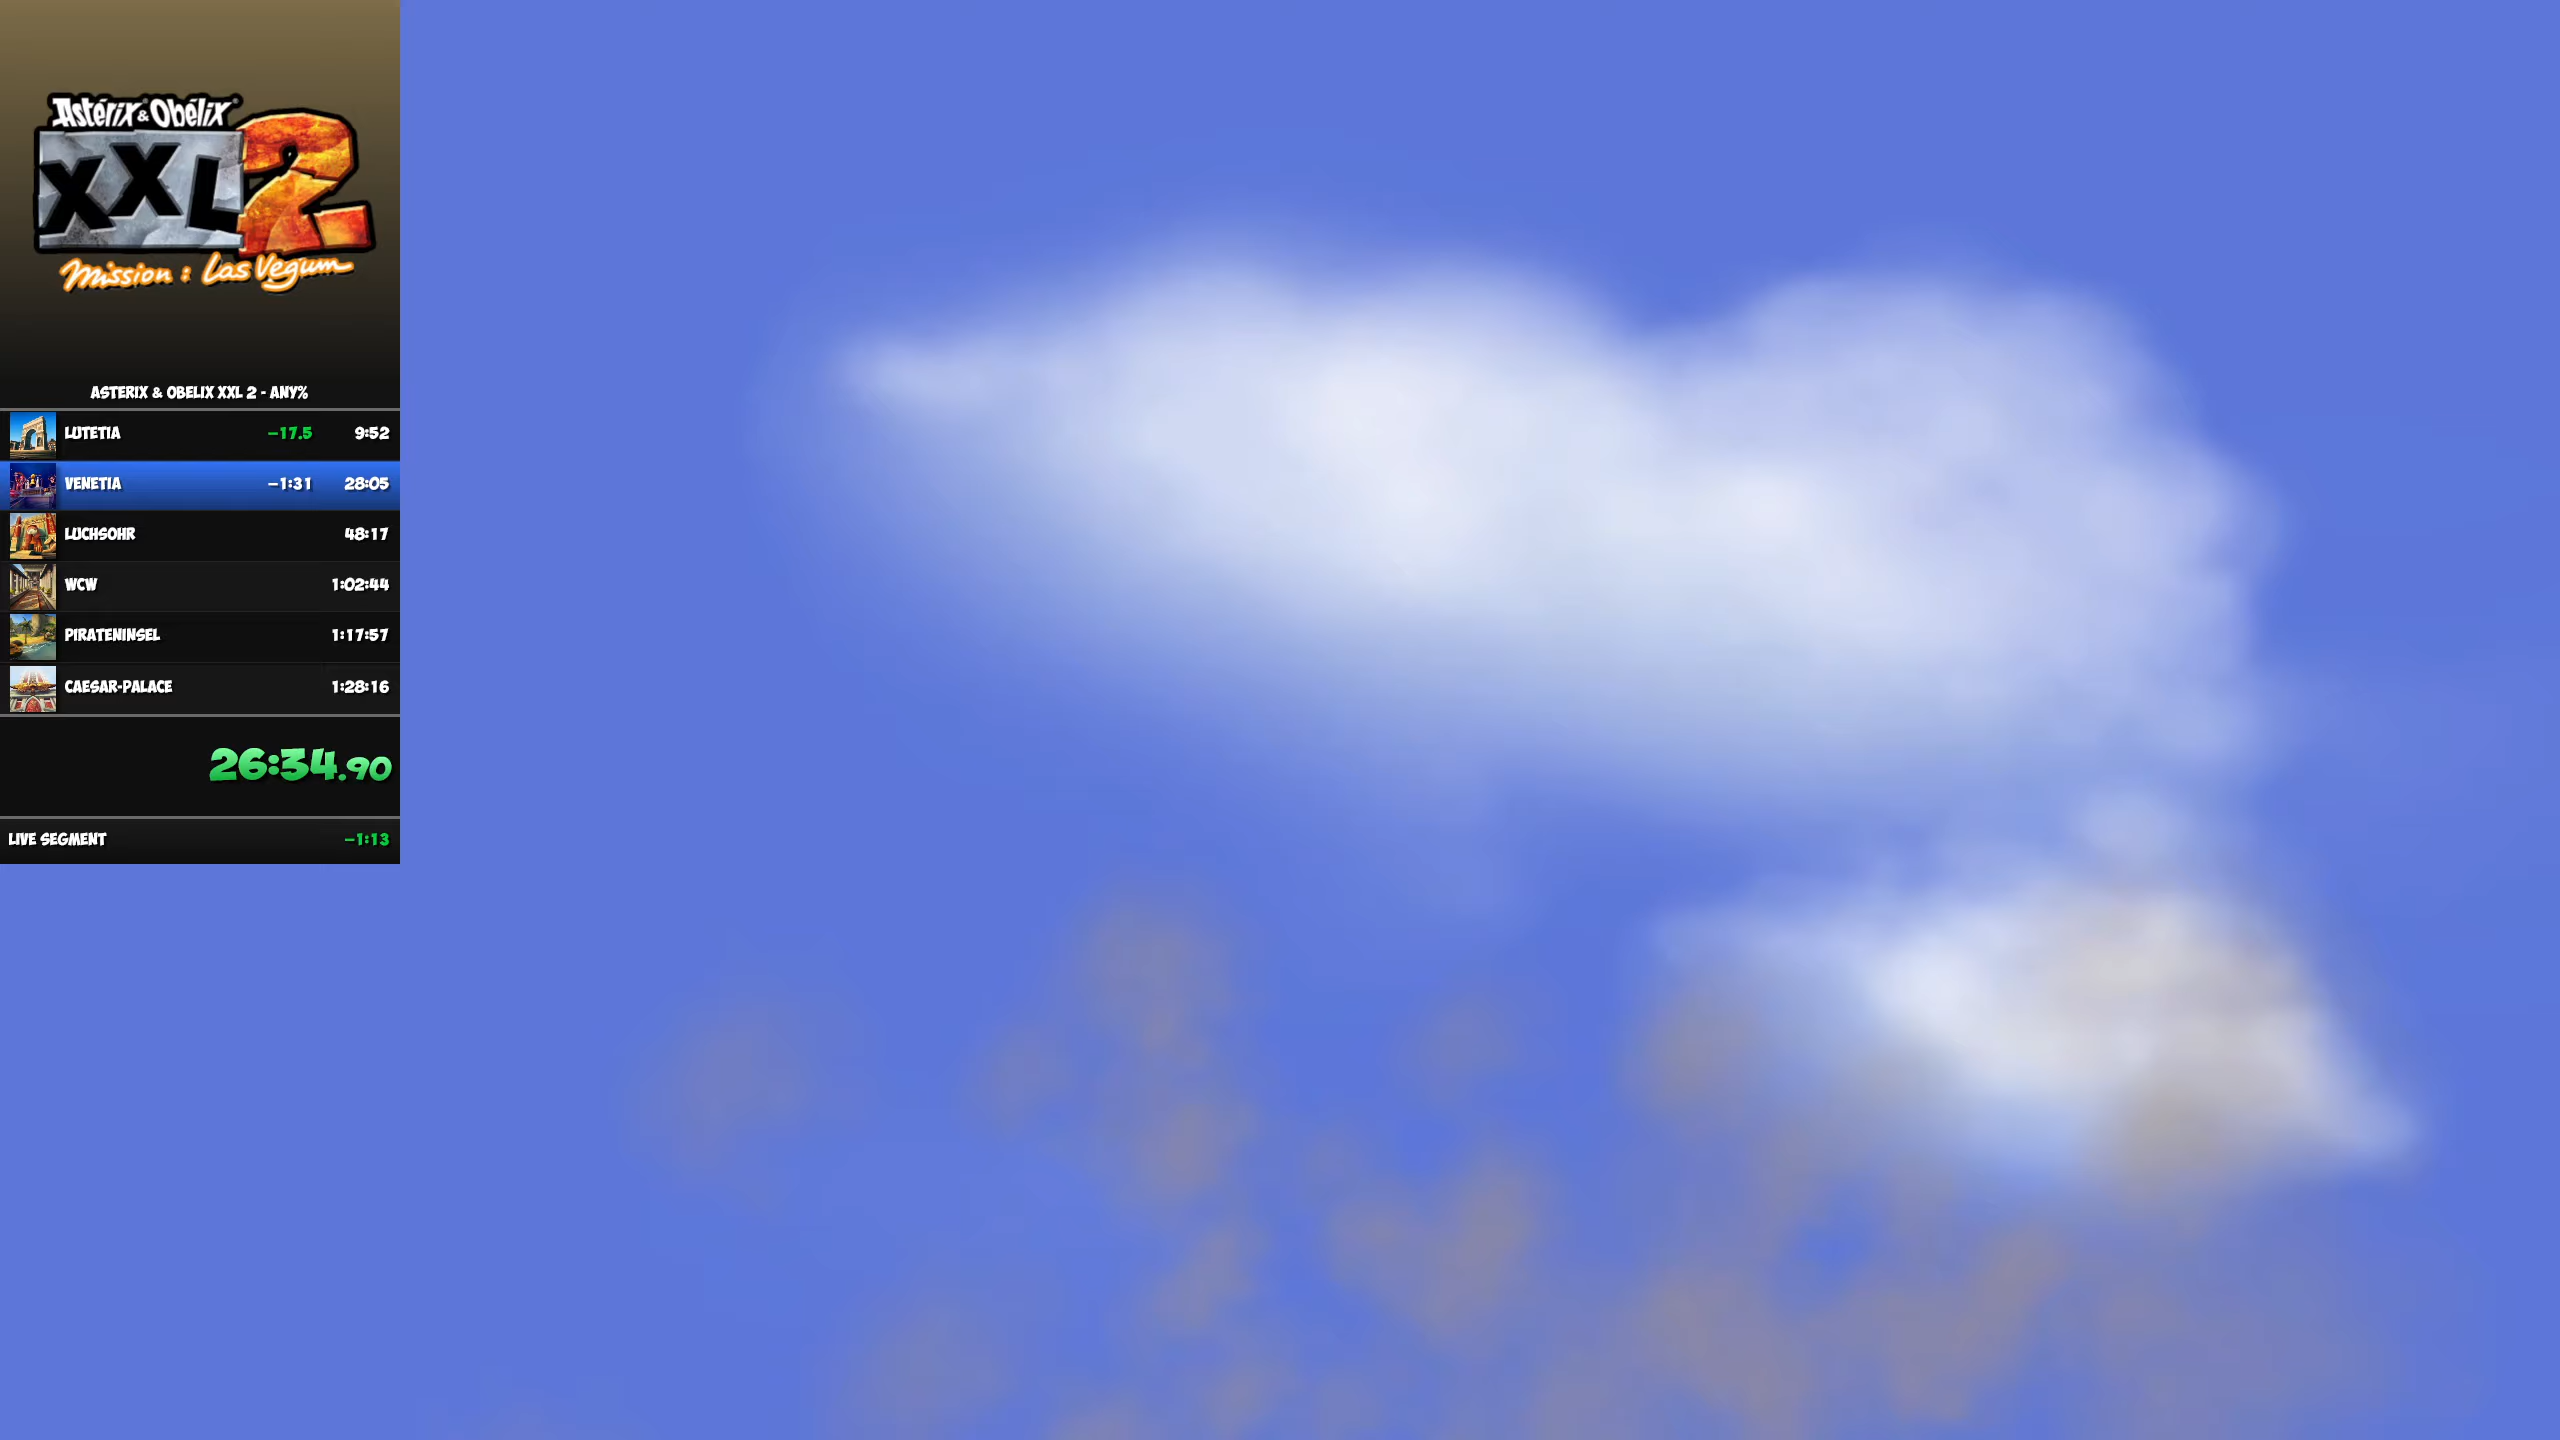 Astérix & Obélix
XXL 2
Mission : Las Vegum
ASTERIX & OBELIX XXL 2 - ANY%
LUTETIA −17.5 9:52
VENETIA −1:31 28:05
LUCHSOHR 48:17
WCW 1:02:44
PIRATENINSEL 1:17:57
CAESAR-PALACE 1:28:16
26:34.90
LIVE SEGMENT −1:13